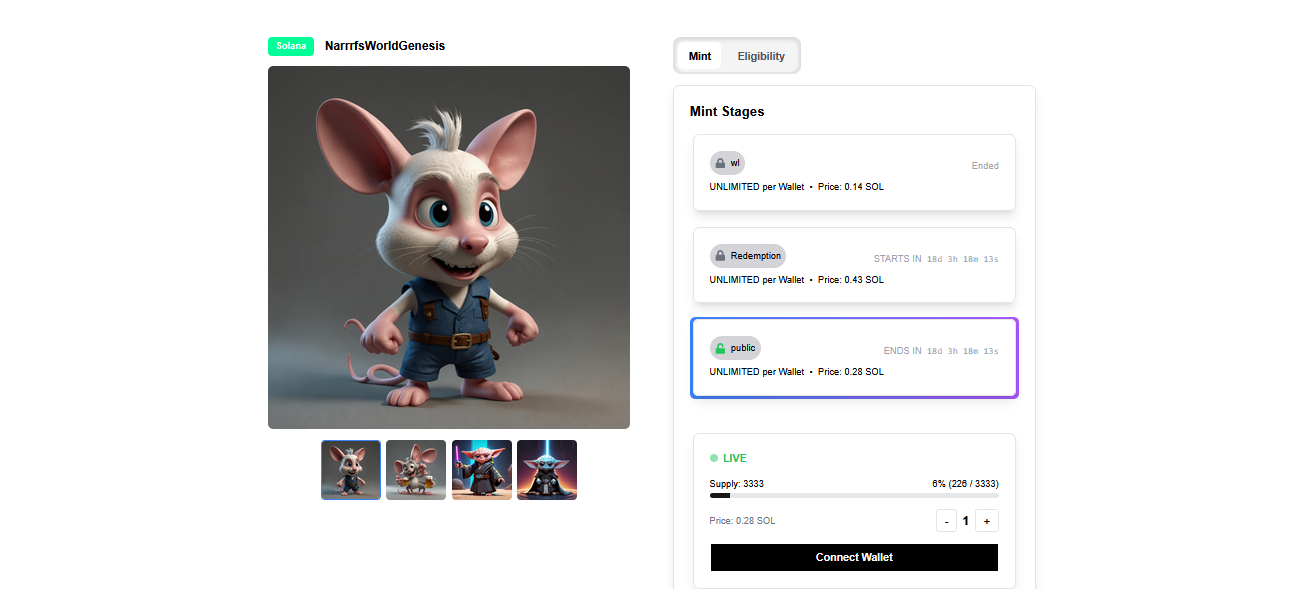 Solana NarrrfsWorldGenesis
Mint Eligibility
Mint Stages
wl Ended
UNLIMITED per Wallet • Price: 0.14 SOL
Redemption STARTS IN 18d 3h 18m 13s
UNLIMITED per Wallet • Price: 0.43 SOL
public ENDS IN 18d 3h 18m 13s
UNLIMITED per Wallet • Price: 0.28 SOL
LIVE
Supply: 3333 6% (226 / 3333)
Price: 0.28 SOL - 1 +
Connect Wallet